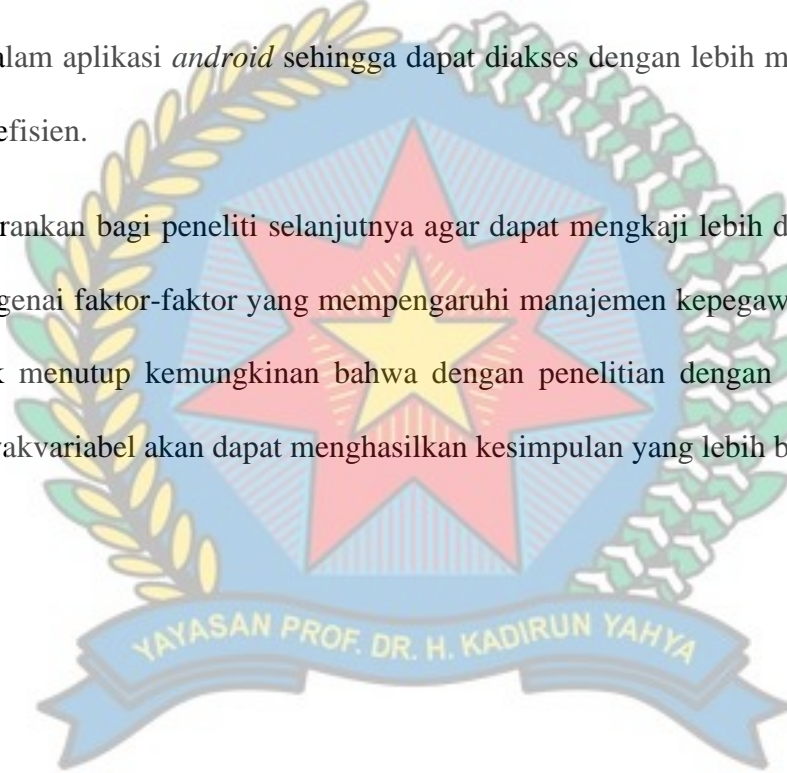 alam aplikasi android sehingga dapat diakses dengan lebih m
efisien.
rankan bagi peneliti selanjutnya agar dapat mengkaji lebih d
genai faktor-faktor yang mempengaruhi manajemen kepegaw
k menutup kemungkinan bahwa dengan penelitian dengan
yakvariabel akan dapat menghasilkan kesimpulan yang lebih b
YAYASAN PROF. DR. H. KADIRUN YAHYA